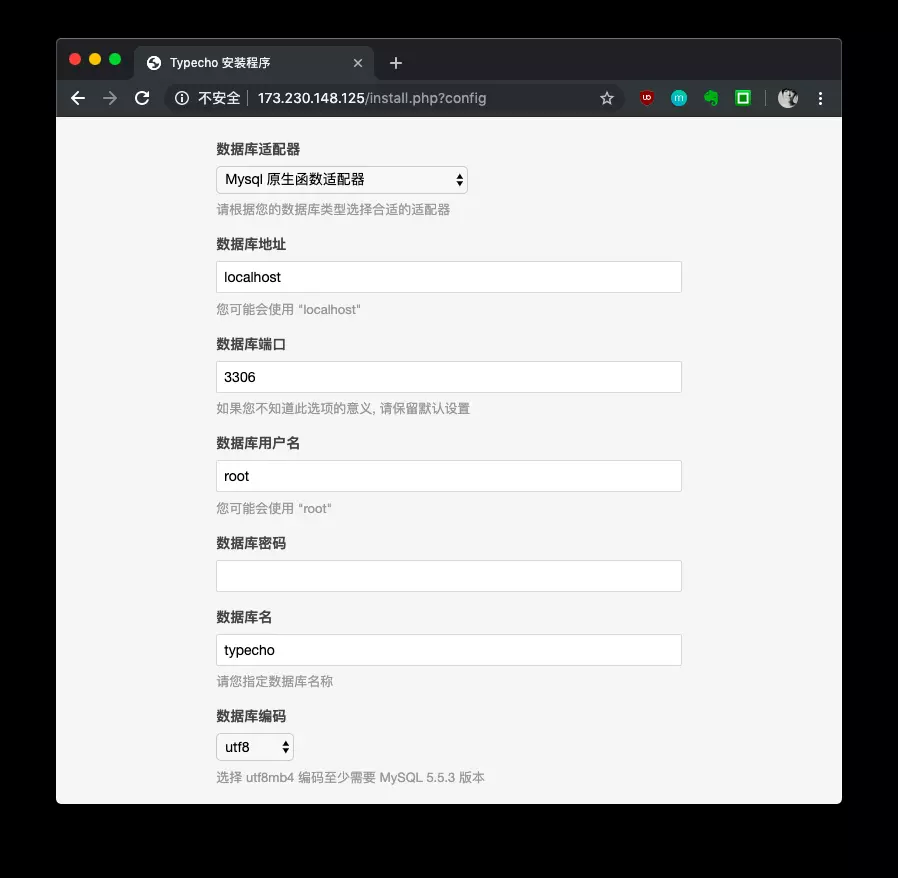 Typecho 安装程序
不安全 173.230.148.125/install.php?config
数据库适配器
Mysql 原生函数适配器
请根据您的数据库类型选择合适的适配器
数据库地址
localhost
您可能会使用 "localhost"
数据库端口
3306
如果您不知道此选项的意义, 请保留默认设置
数据库用户名
root
您可能会使用 "root"
数据库密码
数据库名
typecho
请您指定数据库名称
数据库编码
utf8
选择 utf8mb4 编码至少需要 MySQL 5.5.3 版本